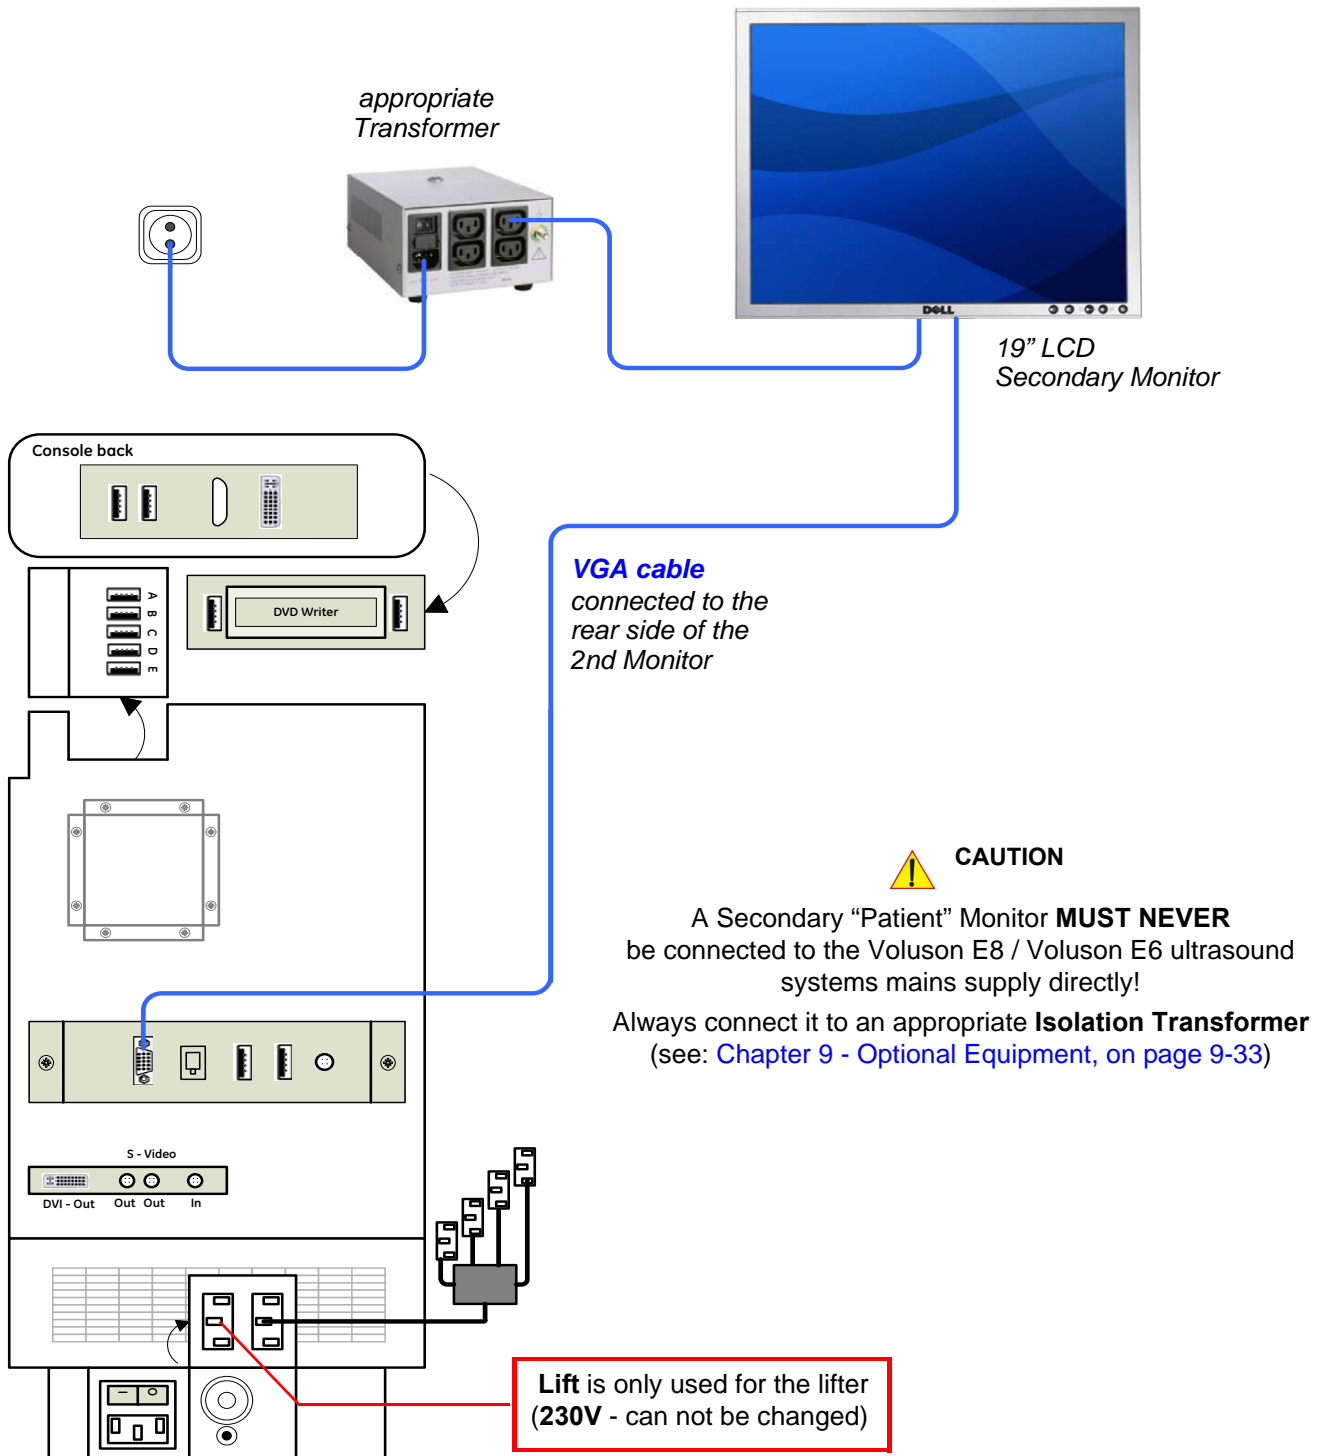 appropriate
Transformer
DELL
19” LCD
Secondary Monitor
Console back
A
B
C
D
E
DVD Writer
VGA cable
connected to the
rear side of the
2nd Monitor
CAUTION
A Secondary “Patient” Monitor MUST NEVER
be connected to the Voluson E8 / Voluson E6 ultrasound
systems mains supply directly!
Always connect it to an appropriate Isolation Transformer
(see: Chapter 9 - Optional Equipment, on page 9-33)
S - Video
DVI - Out Out Out In
Lift is only used for the lifter
(230V - can not be changed)